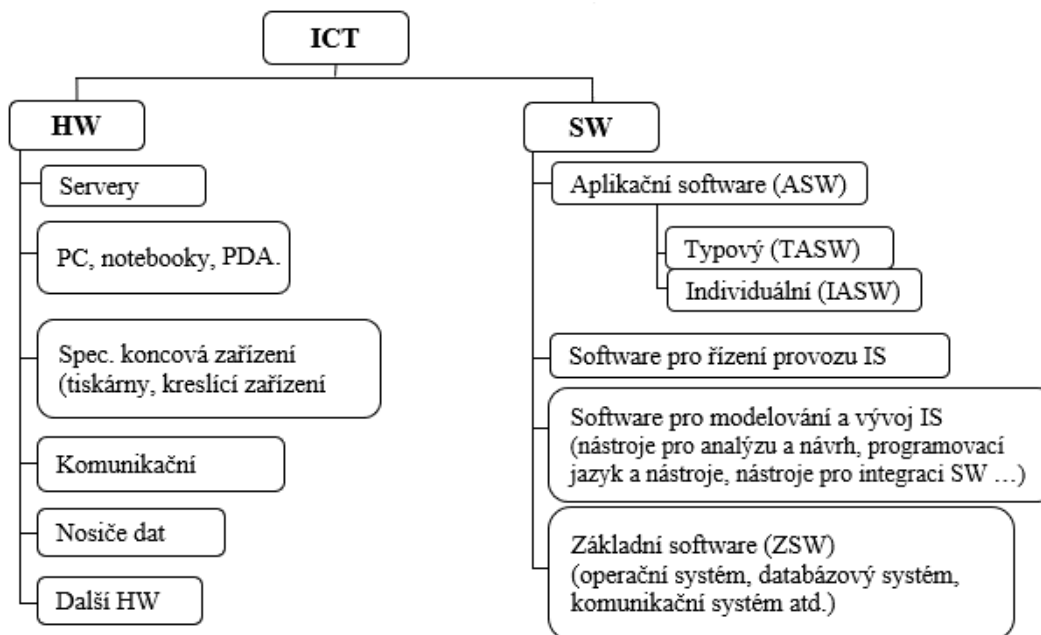 ICT
HW
Servery
PC, notebooky, PDA.
Spec. koncová zařízení
(tiskárny, kreslící zařízení
Komunikační
Nosiče dat
Další HW
SW
Aplikační software (ASW)
Typový (TASW)
Individuální (IASW)
Software pro řízení provozu IS
Software pro modelování a vývoj IS
(nástroje pro analýzu a návrh, programovací
jazyk a nástroje, nástroje pro integraci SW …)
Základní software (ZSW)
(operační systém, databázový systém,
komunikační systém atd.)